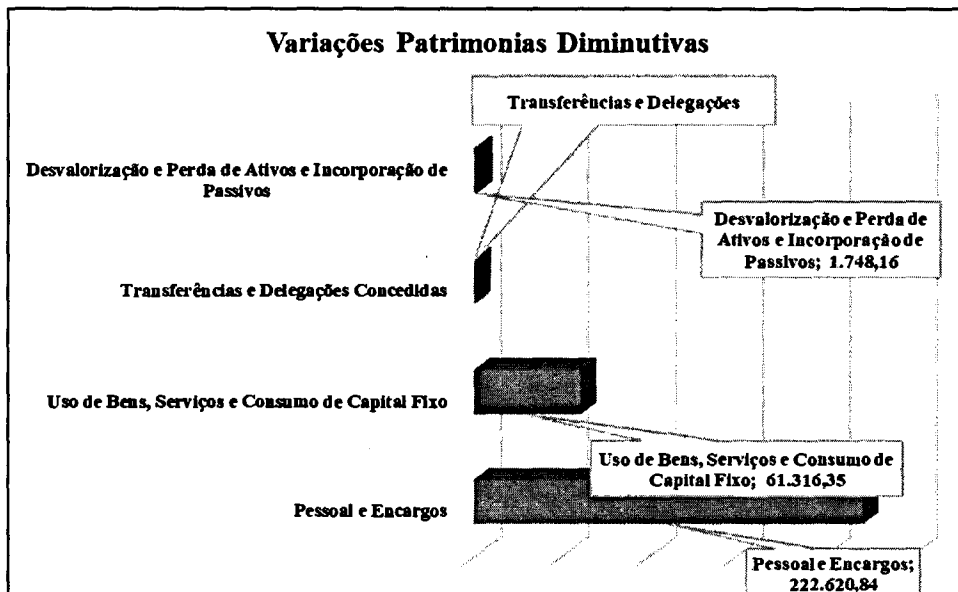 Variações Patrimonias Diminutivas
Transferências e Delegações
Desvalorização e Perda de Ativos e Incorporação de
Passivos
Desvalorização e Perda de
Ativos e Incorporação de
Passivos; 1.748,16
Transferências e Delegações Concedidas
Uso de Bens, Serviços e Consumo de Capital Fixo
Uso de Bens, Serviços e Consumo de
Capital Fixo; 61.316,35
Pessoal e Encargos
Pessoal e Encargos;
222.620,84